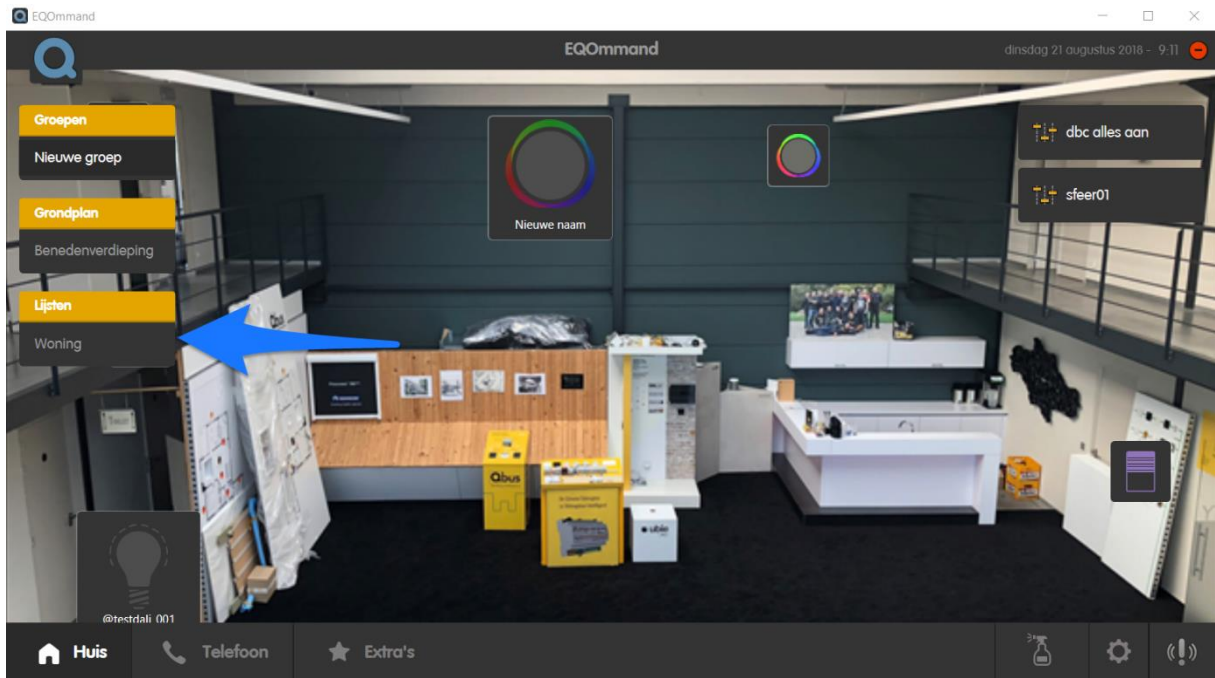 EQOmmand
EQOmmand
dinsdag 21 augustus 2018 - 9:11
Groepen
Nieuwe groep
Grondplan
Benedenverdieping
Lijsten
Woning
Nieuwe naam
dbc alles aan
sfeer01
Qbus
ubie
@testdali_001
Huis
Telefoon
Extra's